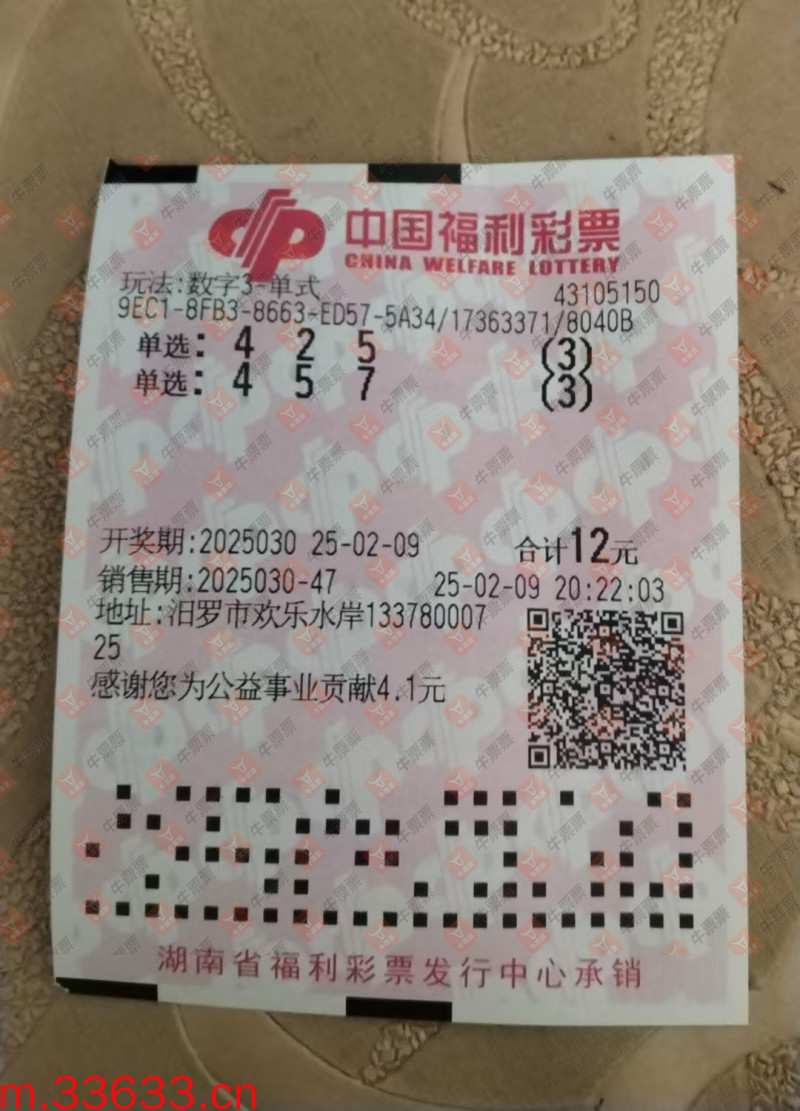 中国福利彩票
CHINA WELFARE LOTTERY
玩法:数字3-单式 43105150
9EC1-8FB3-8663-ED57-5A34/17363371/8040B
单选: 4 2 5 (3)
单选: 4 5 7 (3)
开奖期:2025030 25-02-09 合计12元
销售期:2025030-47 25-02-09 20:22:03
地址:汨罗市欢乐水岸133780007
25
感谢您为公益事业贡献4.1元
湖南省福利彩票发行中心承销
m.33633.cn
牛票票